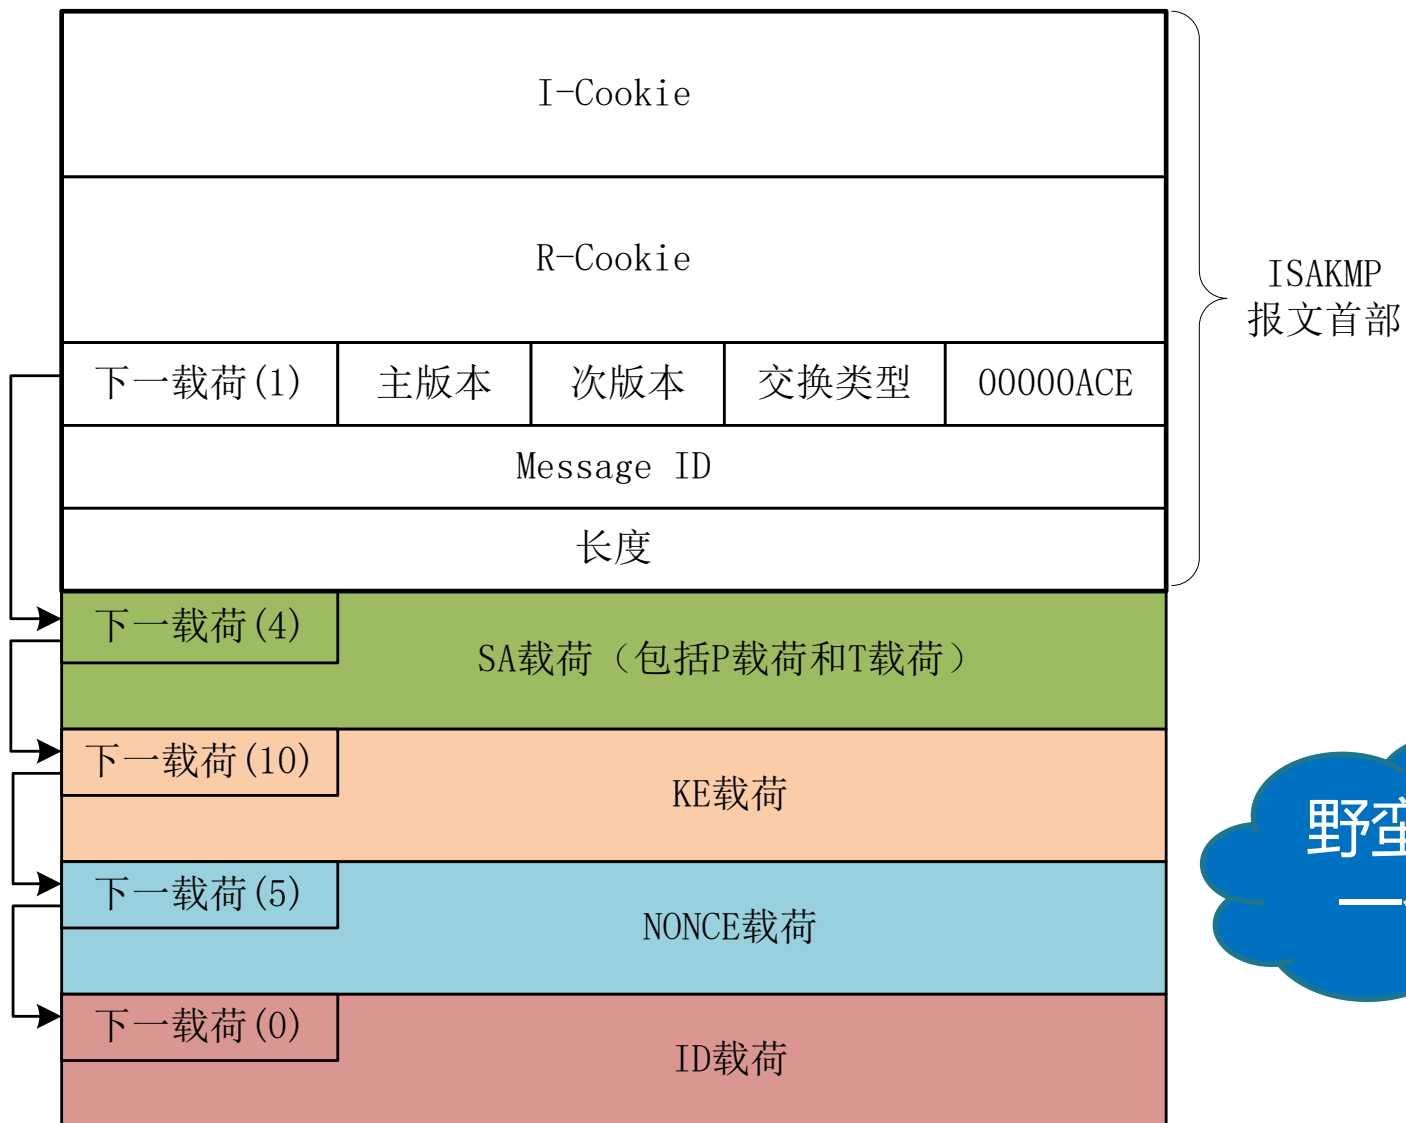 I-Cookie
R-Cookie
ISAKMP
报文首部
下一载荷(1) 主版本 次版本 交换类型 00000ACE
Message ID
长度
下一载荷(4)
SA载荷（包括P载荷和T载荷）
下一载荷(10)
KE载荷
野蛮
下一载荷(5)
NONCE载荷
下一载荷(0)
ID载荷